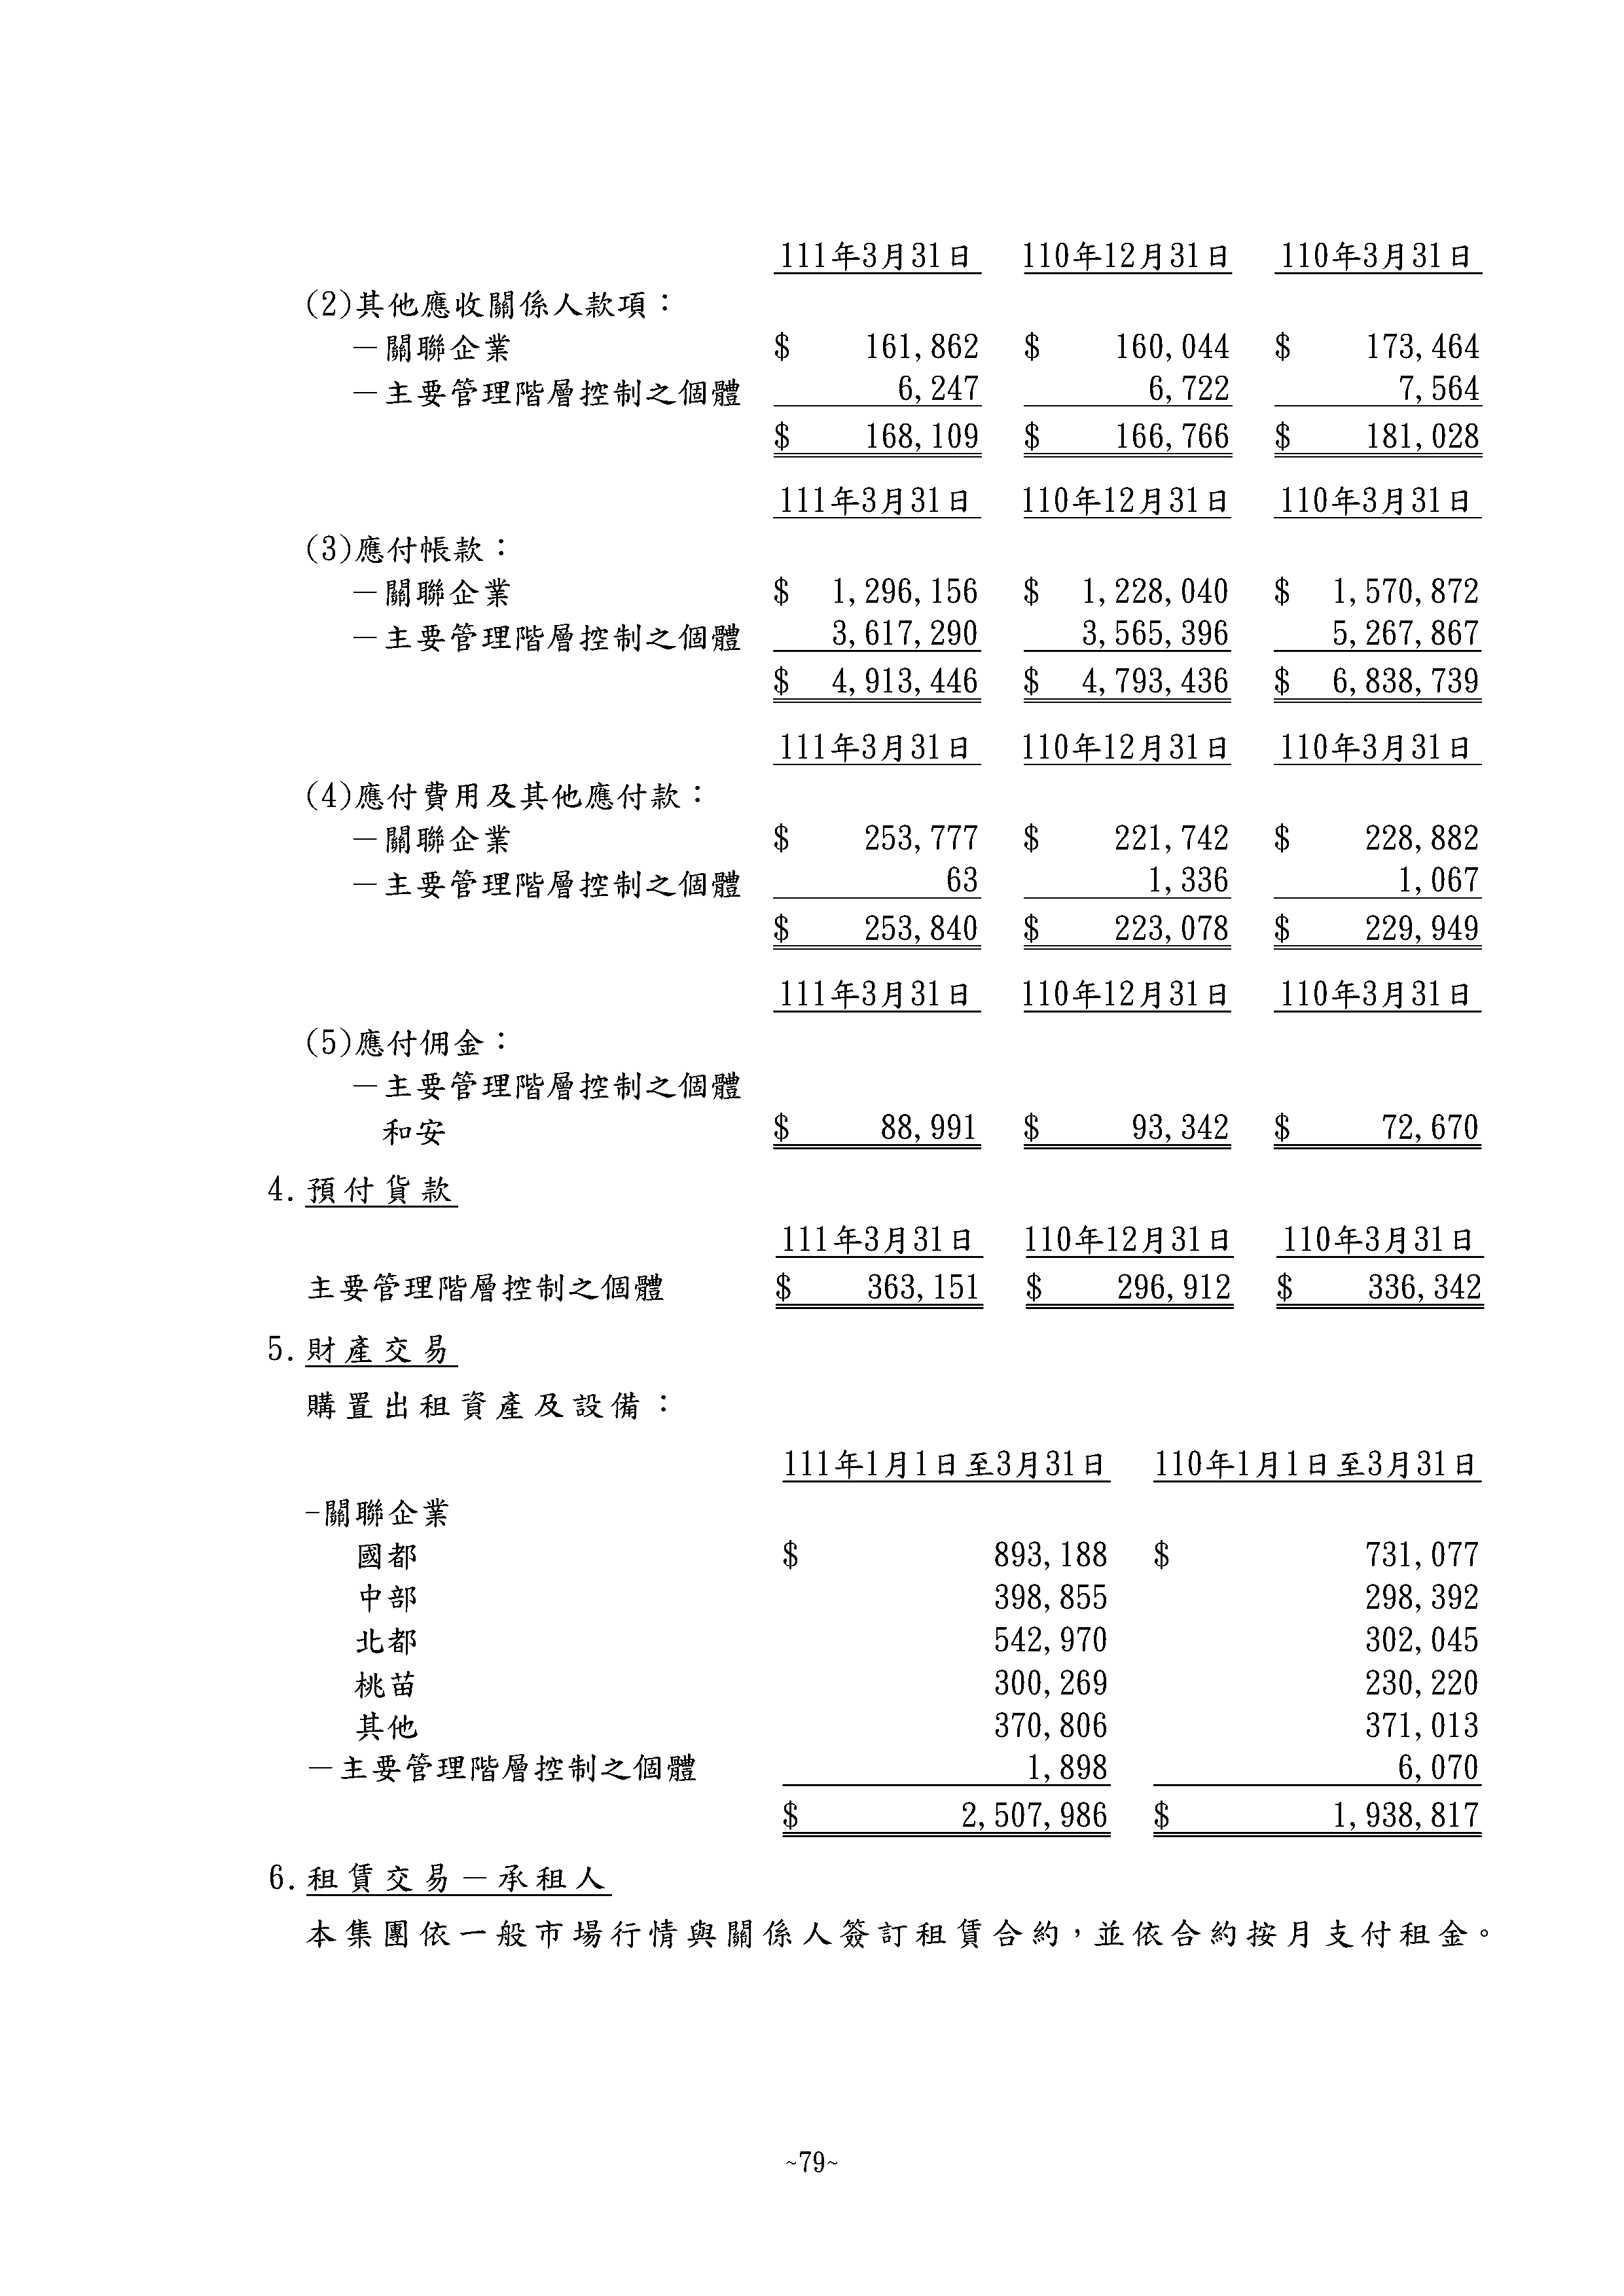 111年3月31日 110年12月31日 110年3月31日
(2)其他應收關係人款項：
－關聯企業 $ 161,862 $ 160,044 $ 173,464
－主要管理階層控制之個體 6,247 6,722 7,564
$ 168,109 $ 166,766 $ 181,028
111年3月31日 110年12月31日 110年3月31日
(3)應付帳款：
－關聯企業 $ 1,296,156 $ 1,228,040 $ 1,570,872
－主要管理階層控制之個體 3,617,290 3,565,396 5,267,867
$ 4,913,446 $ 4,793,436 $ 6,838,739
111年3月31日 110年12月31日 110年3月31日
(4)應付費用及其他應付款：
－關聯企業 $ 253,777 $ 221,742 $ 228,882
－主要管理階層控制之個體 63 1,336 1,067
$ 253,840 $ 223,078 $ 229,949
111年3月31日 110年12月31日 110年3月31日
(5)應付佣金：
－主要管理階層控制之個體
和安 $ 88,991 $ 93,342 $ 72,670
4.預付貨款
111年3月31日 110年12月31日 110年3月31日
主要管理階層控制之個體 $ 363,151 $ 296,912 $ 336,342
5.財產交易
購置出租資產及設備：
111年1月1日至3月31日 110年1月1日至3月31日
-關聯企業
國都 $ 893,188 $ 731,077
中部 398,855 298,392
北都 542,970 302,045
桃苗 300,269 230,220
其他 370,806 371,013
－主要管理階層控制之個體 1,898 6,070
$ 2,507,986 $ 1,938,817
6.租賃交易－承租人
本集團依一般市場行情與關係人簽訂租賃合約，並依合約按月支付租金。
~79~